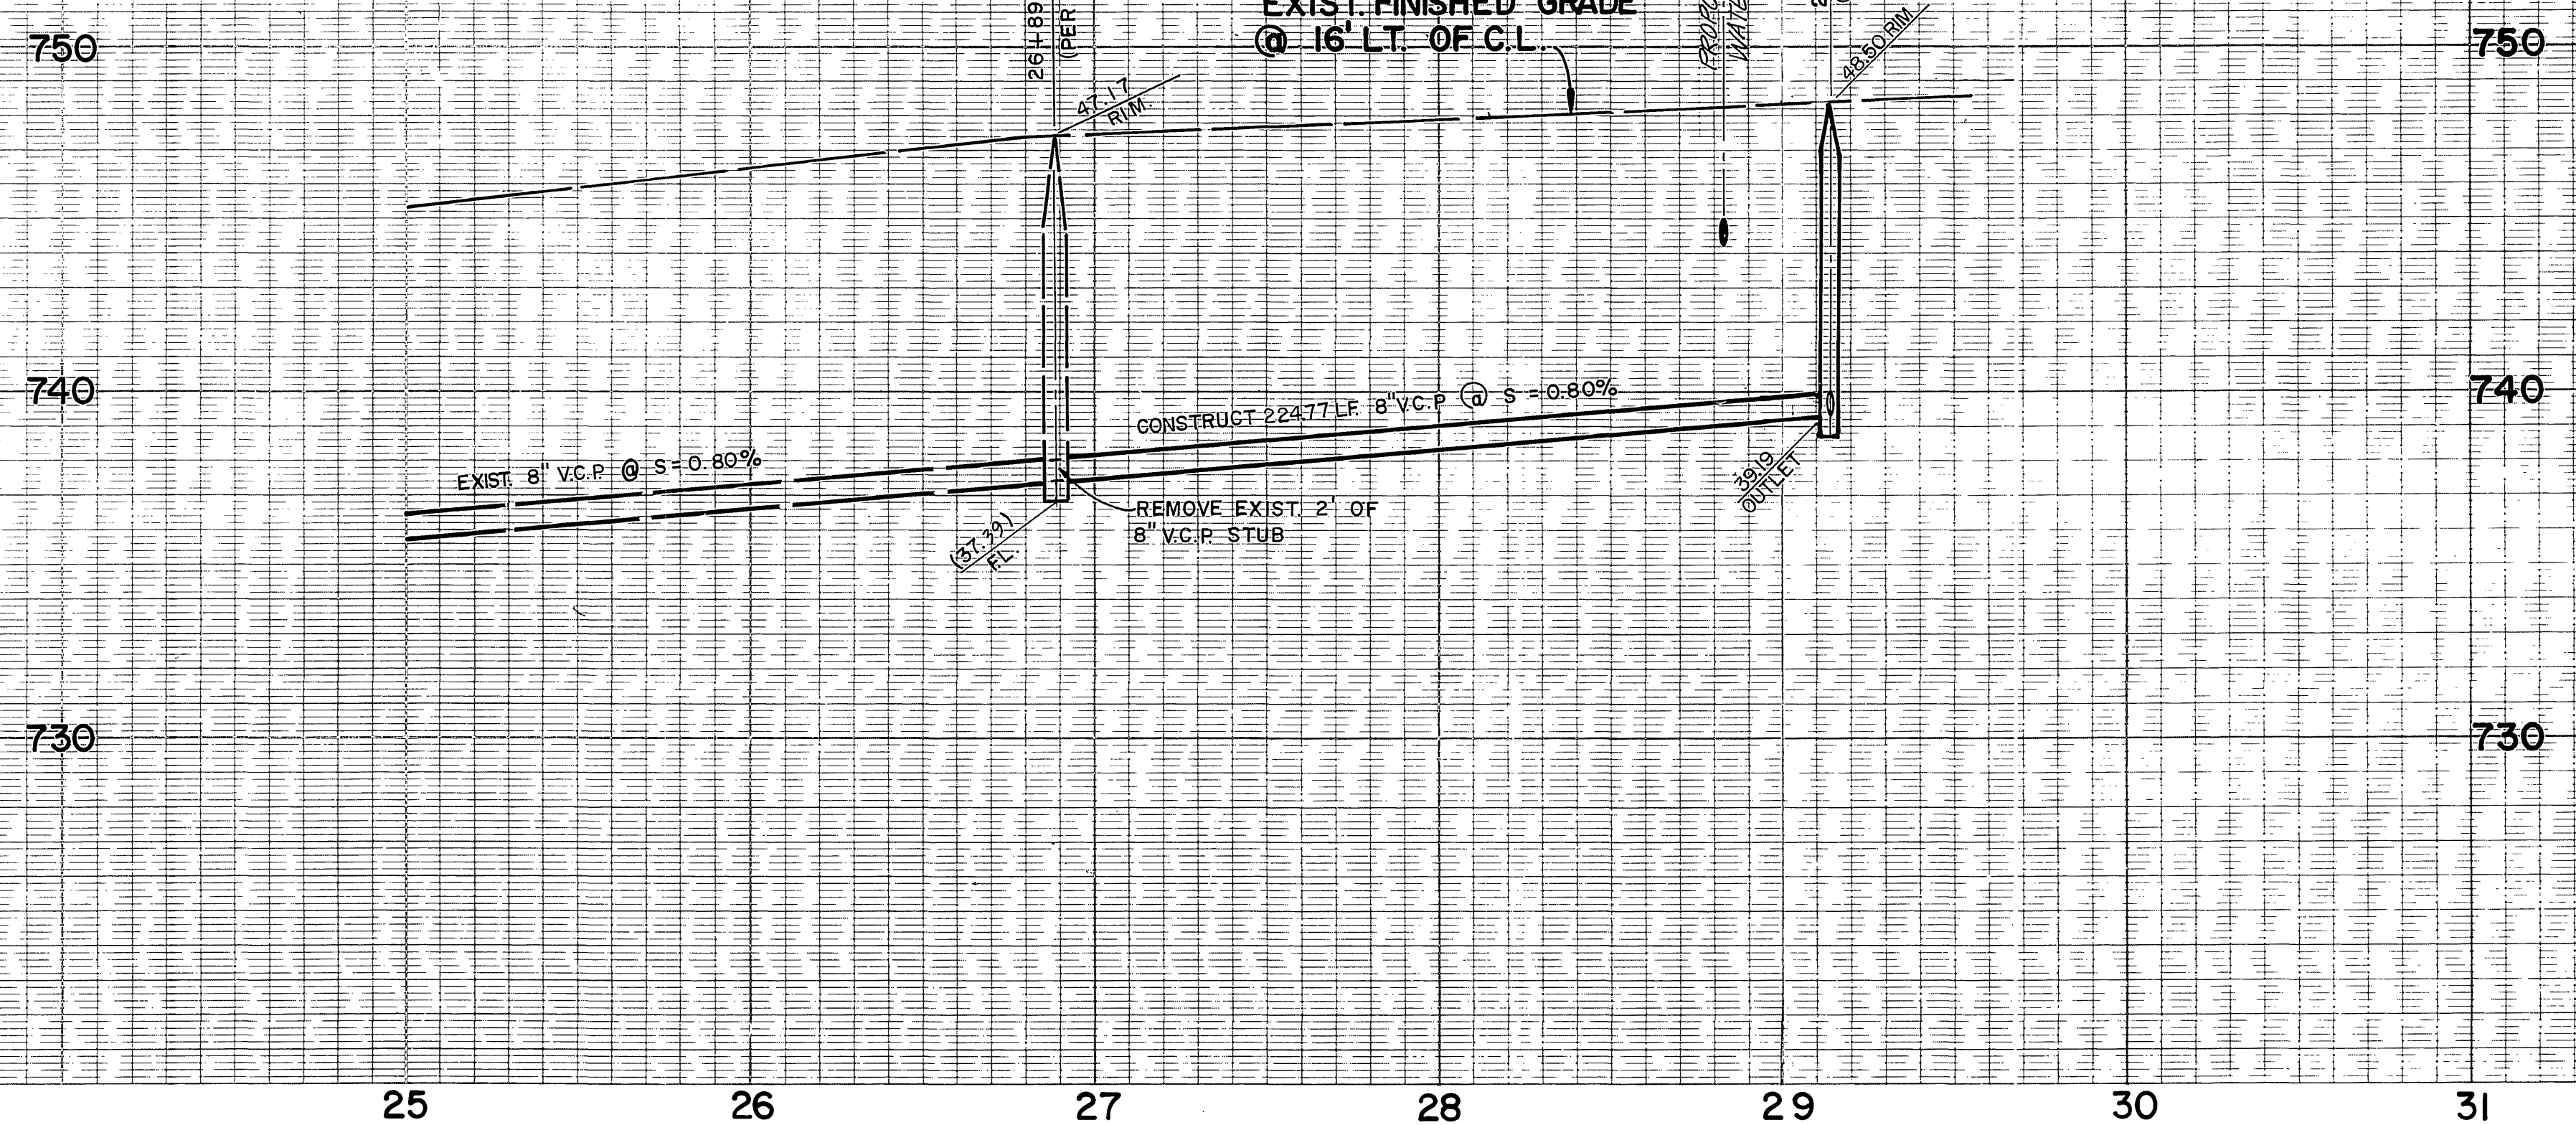 EXIST. FINISHED GRADE
@ 16' LT. OF C.L.
26+89
(PER
WATE
750
750
47.17
RIM.
48.50 RIM
740
740
CONSTRUCT 224.77 LF. 8" V.C.P @ S = 0.80%
EXIST. 8" V.C.P. @ S = 0.80%
39.19
OUTLET
REMOVE EXIST. 2' OF
8" V.C.P. STUB
(37.39)
F.L.
730
730
25 26 27 28 29 30 31